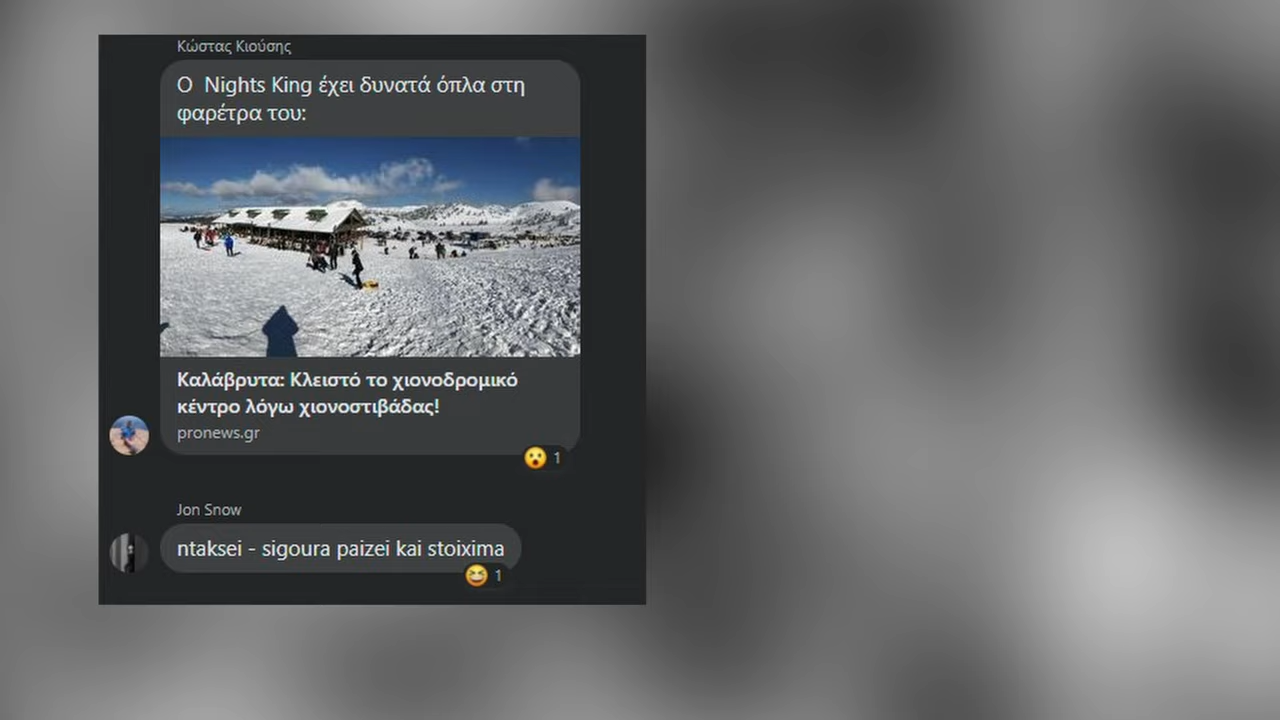 Κώστας Κιούσης
Ο Nights King έχει δυνατά όπλα στη
φαρέτρα του:
Καλάβρυτα: Κλειστό το χιονοδρομικό
κέντρο λόγω χιονοστιβάδας!
pronews.gr
1
Jon Snow
ntaksei - sigoura paizei kai stoixima
1